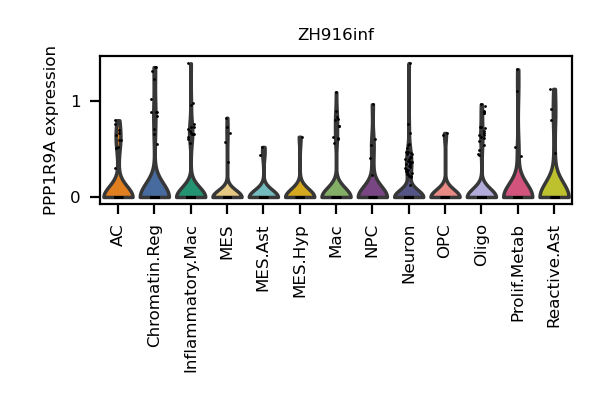 ZH916inf
PPP1R9A expression
1
0
AC
Chromatin.Reg
Inflammatory.Mac
MES
MES.Ast
MES.Hyp
Mac
NPC
Neuron
OPC
Oligo
Prolif.Metab
Reactive.Ast